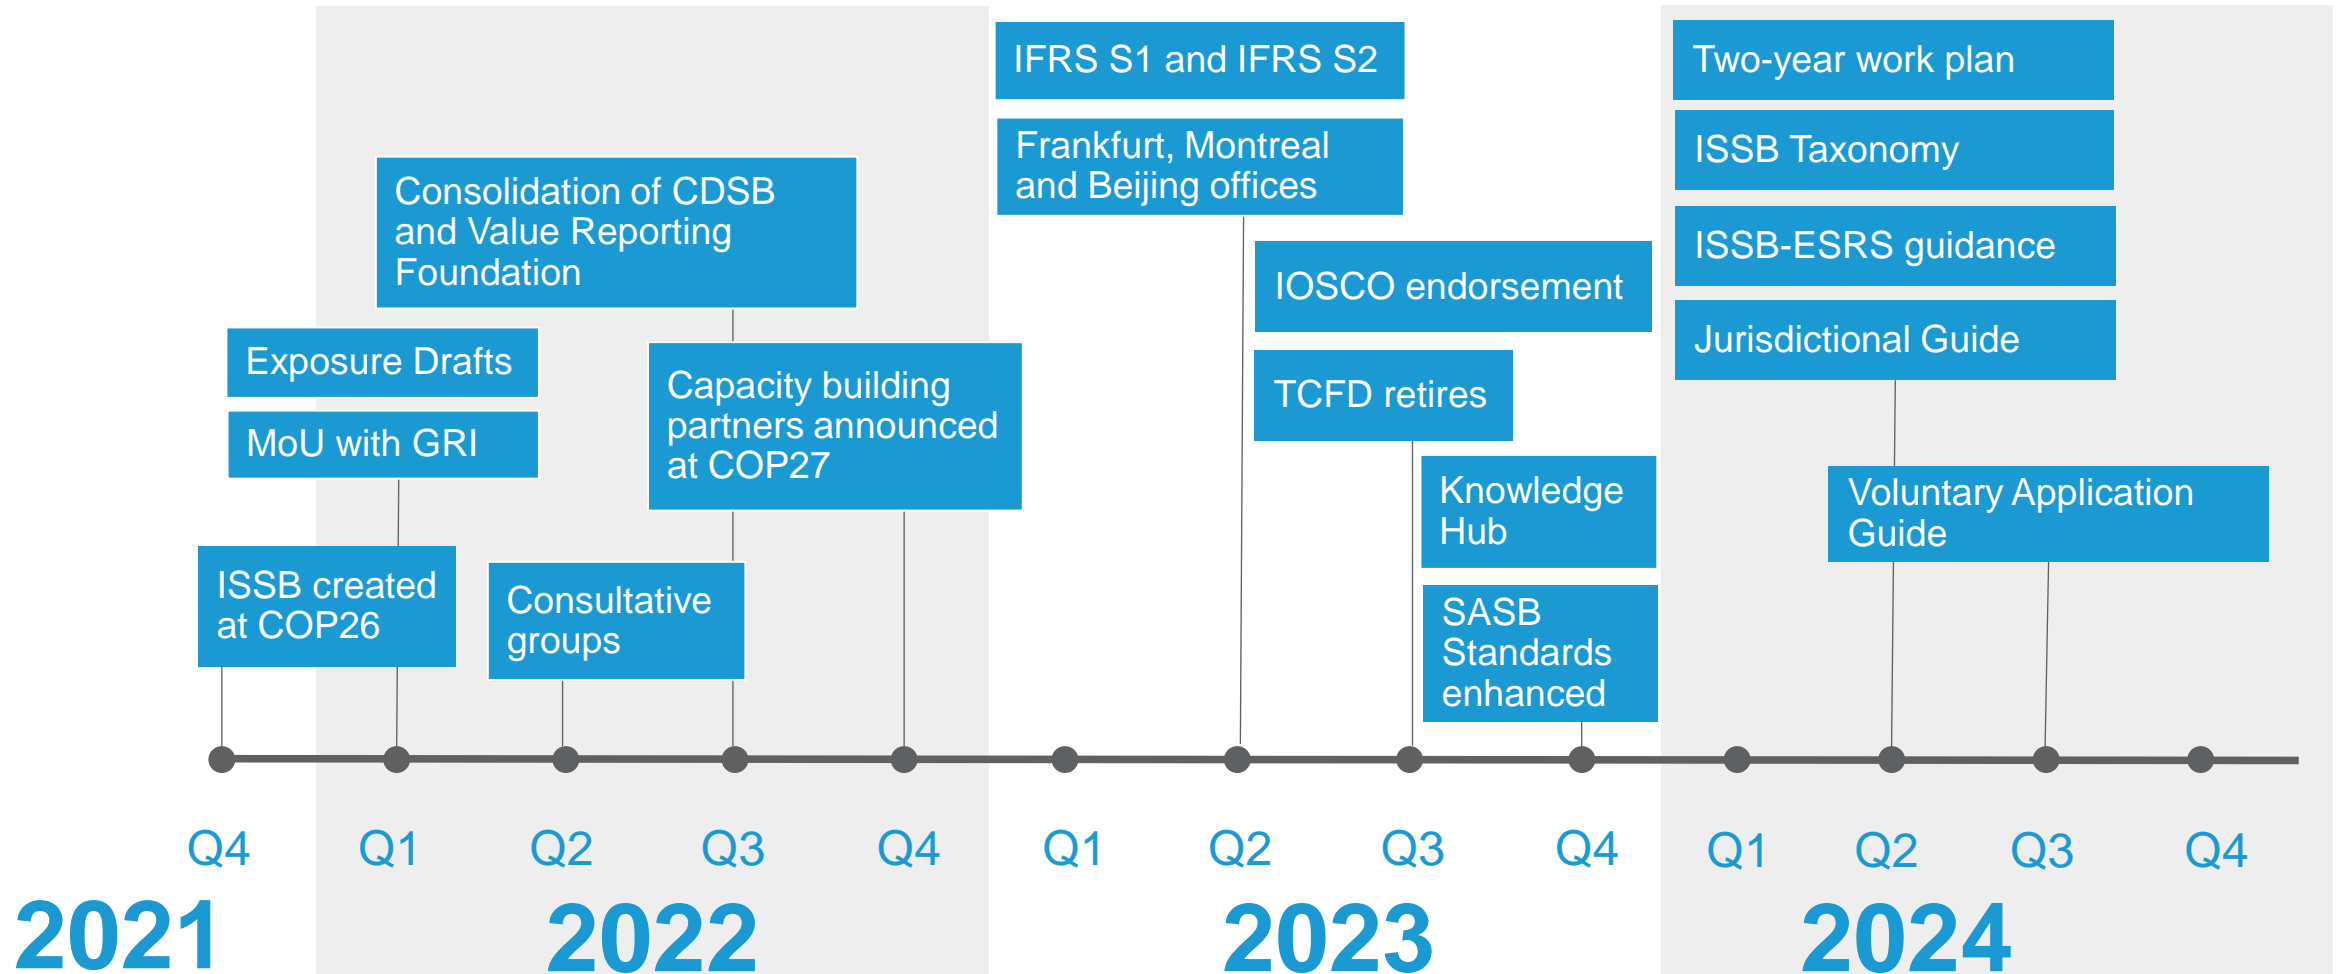 IFRS S1 and IFRS S2
Frankfurt, Montreal
and Beijing offices
Two-year work plan
ISSB Taxonomy
ISSB-ESRS guidance
Jurisdictional Guide
Consolidation of CDSB
and Value Reporting
Foundation
IOSCO endorsement
Exposure Drafts
MoU with GRI
Capacity building
partners announced
at COP27
TCFD retires
Knowledge
Hub
Voluntary Application
Guide
ISSB created
at COP26
Consultative
groups
SASB
Standards
enhanced
Q4 Q1 Q2 Q3 Q4 Q1 Q2 Q3 Q4 Q1 Q2 Q3 Q4
2021 2022 2023 2024